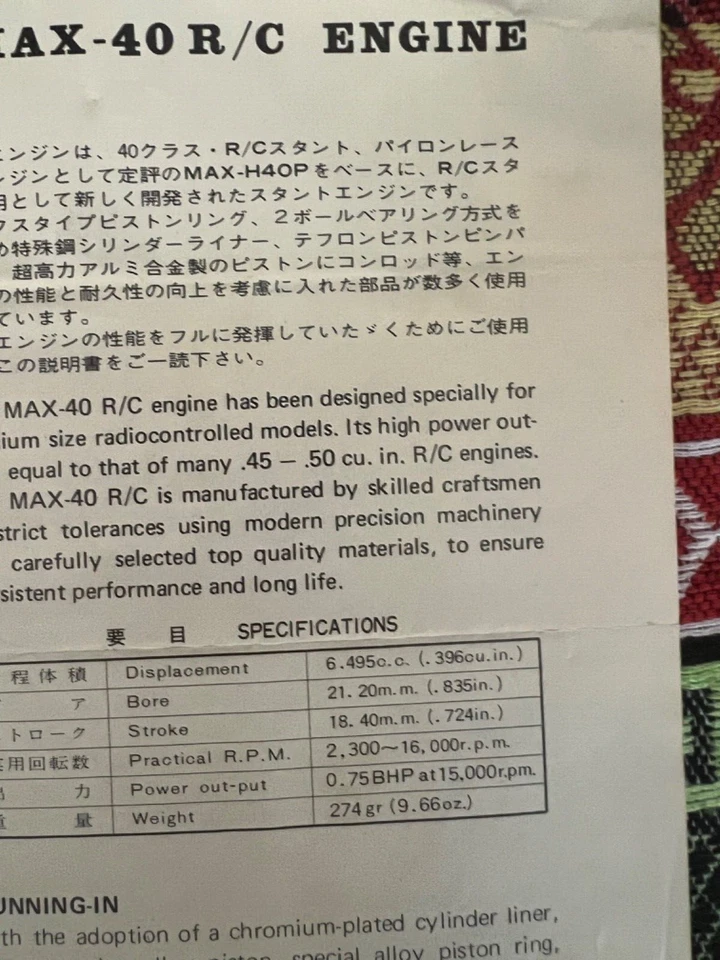 MAX-40 R/C ENGINE
エンジンは、40クラス・R/Cスタント、パイロンレース
ンジンとして定評のMAX-H40Pをベースに、R/Cスタ
用として新しく開発されたスタントエンジンです。
クスタイプピストンリング、2ボールベアリング方式を
め特殊鋼シリンダーライナー、テフロンピストンピンパ
超高力アルミ合金製のピストンにコンロッド等、エン
の性能と耐久性の向上を考慮に入れた部品が数多く使用
ています。
エンジンの性能をフルに発揮していたゞくためにご使用
この説明書をご一読下さい。
MAX-40 R/C engine has been designed specially for
ium size radiocontrolled models. Its high power out-
equal to that of many .45 – .50 cu. in. R/C engines.
MAX-40 R/C is manufactured by skilled craftsmen
strict tolerances using modern precision machinery
carefully selected top quality materials, to ensure
sistent performance and long life.
要 目 SPECIFICATIONS
程体積 Displacement 6.495c.c. (.396cu.in.)
ア Bore 21.20m.m. (.835in.)
トローク Stroke 18.40m.m. (.724in.)
用回転数 Practical R.P.M. 2,300~16,000r.p.m.
力 Power out-put 0.75BHP at 15,000r.pm.
量 Weight 274gr (9.66oz.)
UNNING-IN
th the adoption of a chromium-plated cylinder liner,
piston, special alloy piston ring,